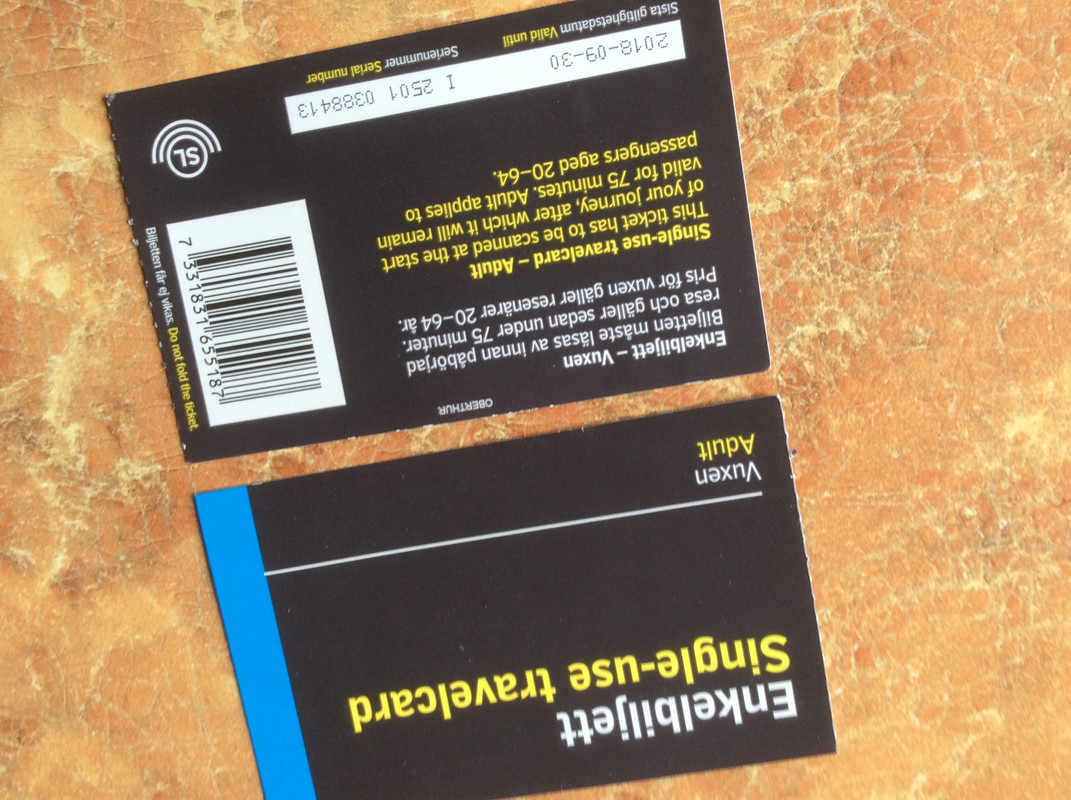 Enkelbiljett
Single-use travelcard
Vuxen
Adult
OBERTHUR
Enkelbiljett – Vuxen
Biljetten måste läsas av innan påbörjad
resa och gäller sedan under 75 minuter.
Pris för vuxen gäller resenärer 20–64 år.
Single-use travelcard – Adult
This ticket has to be scanned at the start
of your journey, after which it will remain
valid for 75 minutes. Adult applies to
passengers aged 20–64.
2018-09-30
I 2501 0388413
Sista giltighetsdatum Valid until
Serienummer Serial number
SL
7 331831 655187
Biljetten får ej vikas. Do not fold the ticket.